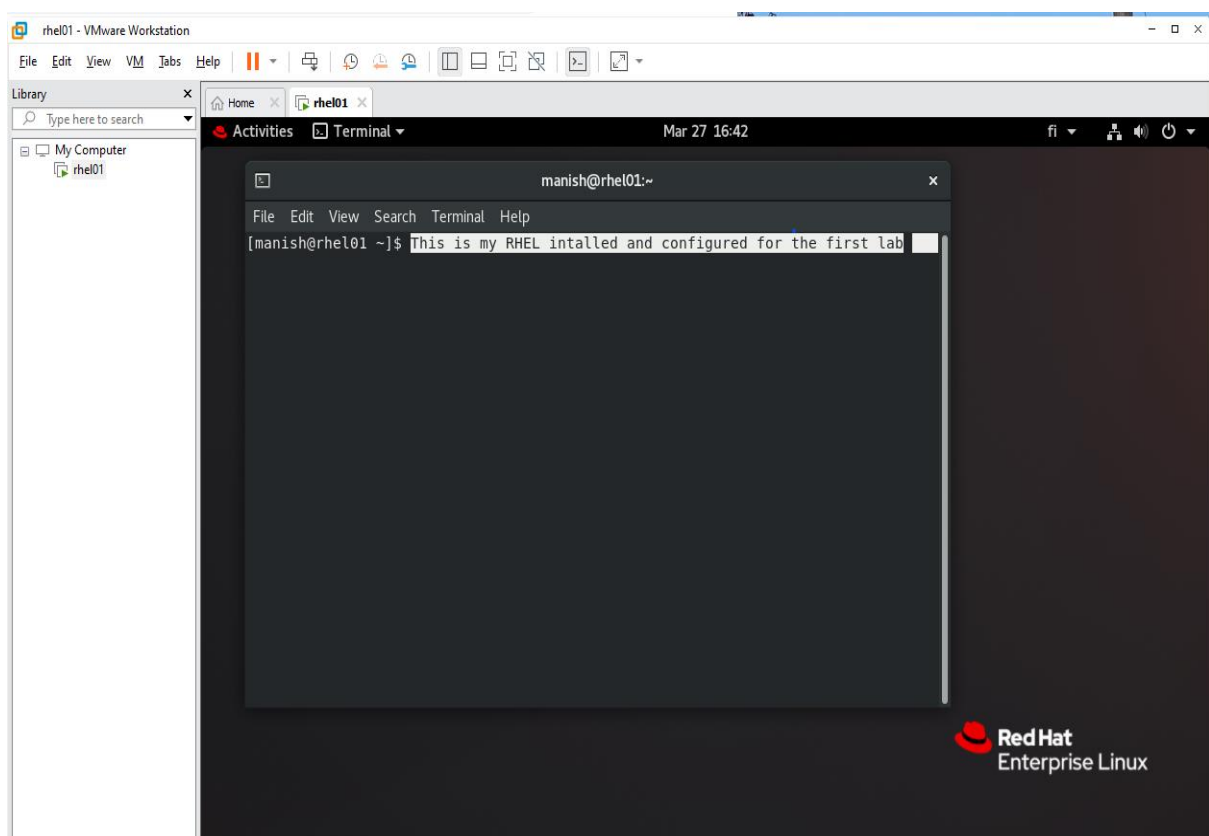 rhel01 - VMware Workstation
File Edit View VM Tabs Help
Library
Type here to search
My Computer
rhel01
Home
rhel01
Activities Terminal Mar 27 16:42 fi
manish@rhel01:~
File Edit View Search Terminal Help
[manish@rhel01 ~]$ This is my RHEL intalled and configured for the first lab
Red Hat
Enterprise Linux